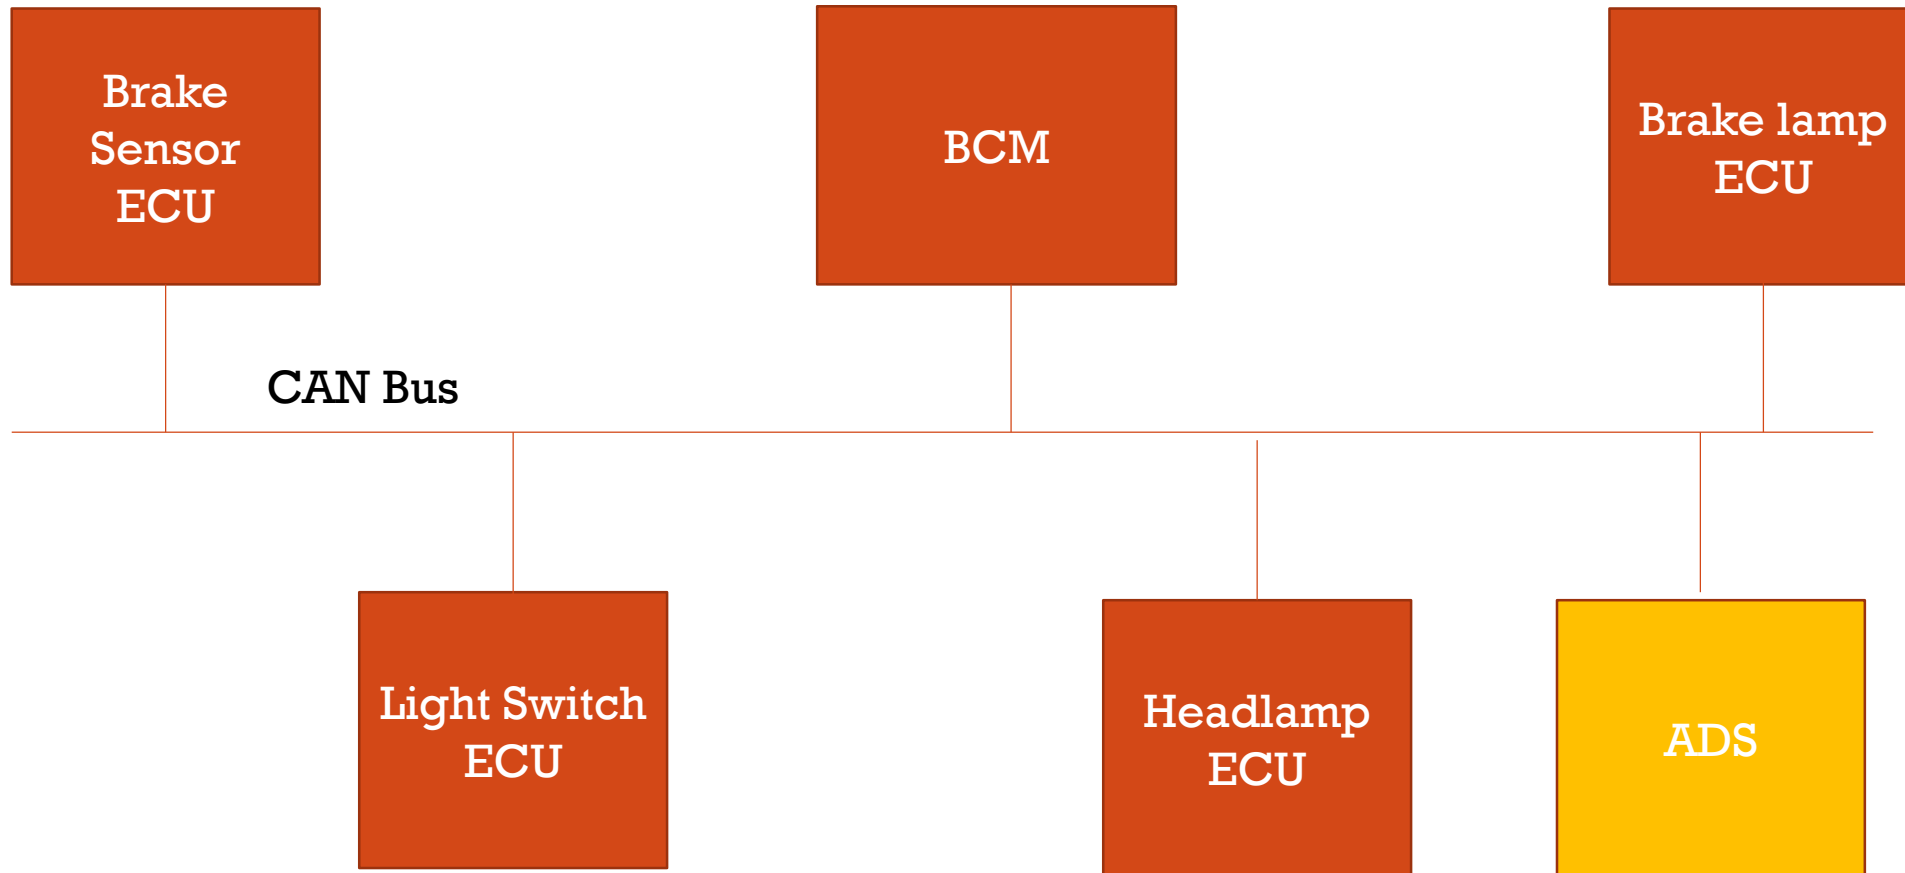 Brake
Sensor
ECU
BCM
Brake lamp
ECU
CAN Bus
Light Switch
ECU
Headlamp
ECU
ADS